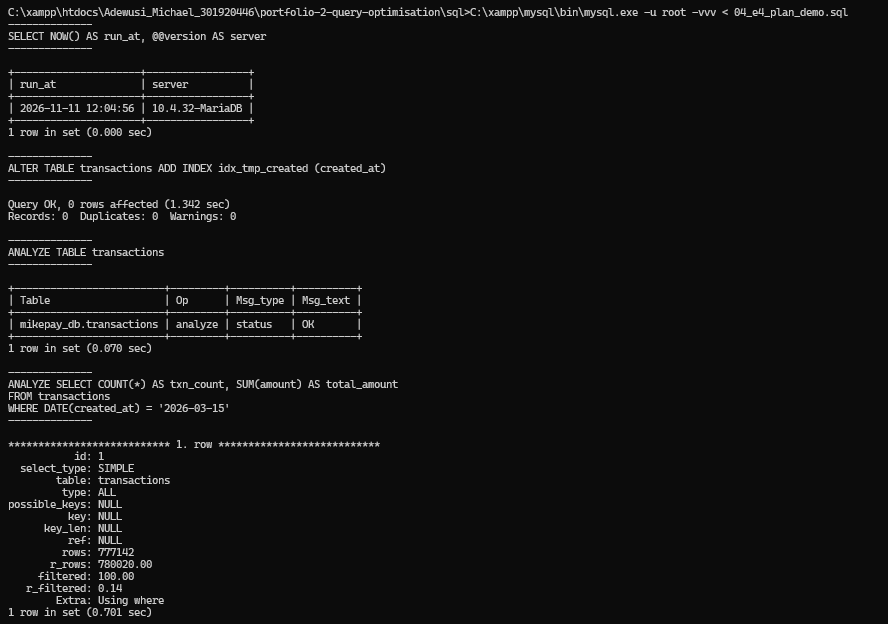 C:\xampp\htdocs\Adewusi_Michael_301920446\portfolio-2-query-optimisation\sql>C:\xampp\mysql\bin\mysql.exe -u root -vvv < 04_e4_plan_demo.sql
--------------
SELECT NOW() AS run_at, @@version AS server
--------------

+---------------------+-----------------+
| run_at              | server          |
+---------------------+-----------------+
| 2026-11-11 12:04:56 | 10.4.32-MariaDB |
+---------------------+-----------------+
1 row in set (0.000 sec)

--------------
ALTER TABLE transactions ADD INDEX idx_tmp_created (created_at)
--------------

Query OK, 0 rows affected (1.342 sec)
Records: 0  Duplicates: 0  Warnings: 0

--------------
ANALYZE TABLE transactions
--------------

+-------------------------+---------+----------+----------+
| Table                   | Op      | Msg_type | Msg_text |
+-------------------------+---------+----------+----------+
| mikepay_db.transactions | analyze | status   | OK       |
+-------------------------+---------+----------+----------+
1 row in set (0.070 sec)

--------------
ANALYZE SELECT COUNT(*) AS txn_count, SUM(amount) AS total_amount
FROM transactions
WHERE DATE(created_at) = '2026-03-15'
--------------

*************************** 1. row ***************************
           id: 1
  select_type: SIMPLE
        table: transactions
         type: ALL
possible_keys: NULL
          key: NULL
      key_len: NULL
          ref: NULL
         rows: 777142
       r_rows: 780020.00
     filtered: 100.00
   r_filtered: 0.14
        Extra: Using where
1 row in set (0.701 sec)